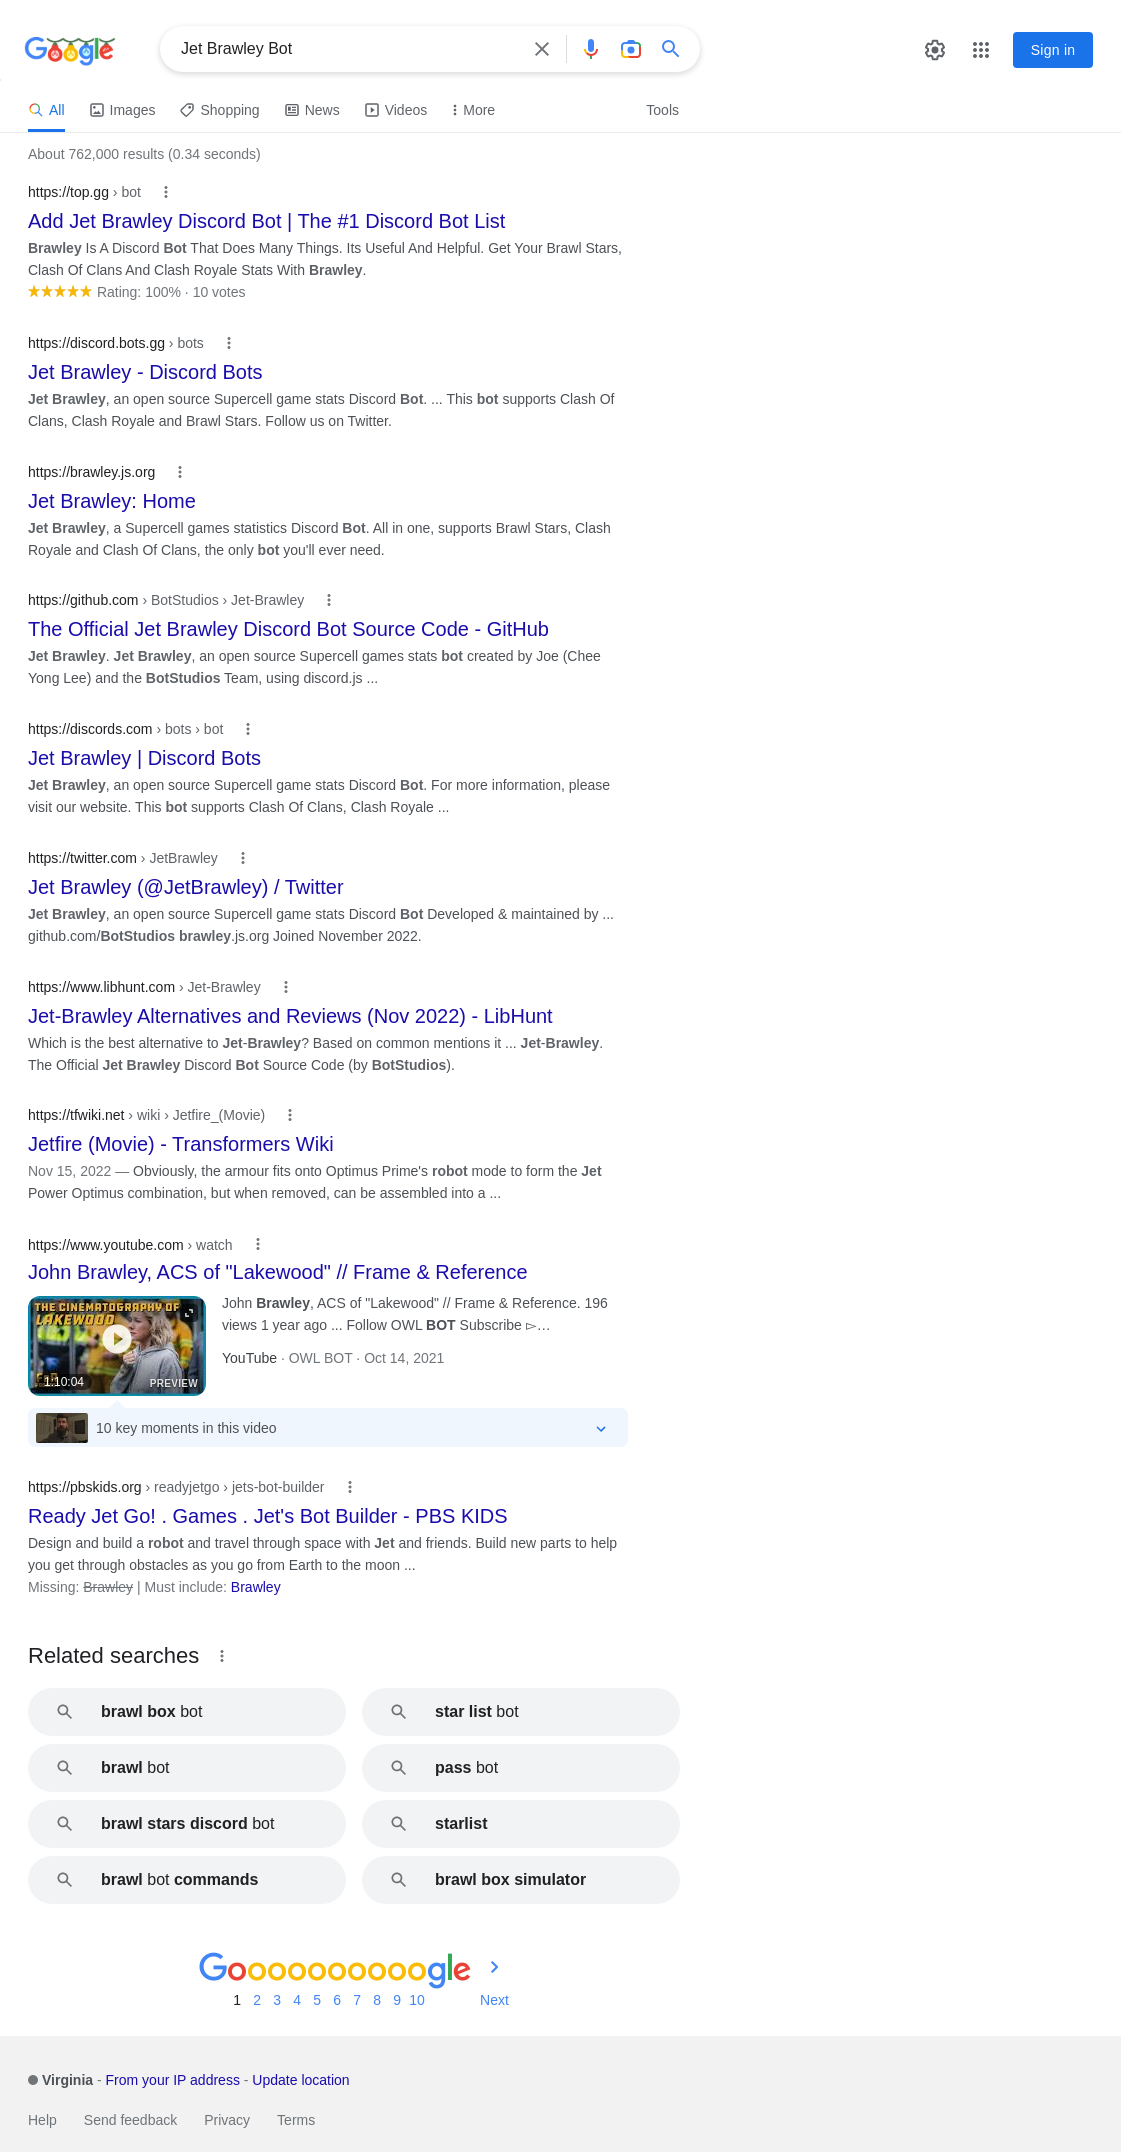 Google
Jet Brawley Bot
Sign in
All Images Shopping News Videos More Tools
About 762,000 results (0.34 seconds)
https://top.gg › bot
Add Jet Brawley Discord Bot | The #1 Discord Bot List
Brawley Is A Discord Bot That Does Many Things. Its Useful And Helpful. Get Your Brawl Stars,
Clash Of Clans And Clash Royale Stats With Brawley.
Rating: 100% · 10 votes
https://discord.bots.gg › bots
Jet Brawley - Discord Bots
Jet Brawley, an open source Supercell game stats Discord Bot. ... This bot supports Clash Of
Clans, Clash Royale and Brawl Stars. Follow us on Twitter.
https://brawley.js.org
Jet Brawley: Home
Jet Brawley, a Supercell games statistics Discord Bot. All in one, supports Brawl Stars, Clash
Royale and Clash Of Clans, the only bot you'll ever need.
https://github.com › BotStudios › Jet-Brawley
The Official Jet Brawley Discord Bot Source Code - GitHub
Jet Brawley. Jet Brawley, an open source Supercell games stats bot created by Joe (Chee
Yong Lee) and the BotStudios Team, using discord.js ...
https://discords.com › bots › bot
Jet Brawley | Discord Bots
Jet Brawley, an open source Supercell game stats Discord Bot. For more information, please
visit our website. This bot supports Clash Of Clans, Clash Royale ...
https://twitter.com › JetBrawley
Jet Brawley (@JetBrawley) / Twitter
Jet Brawley, an open source Supercell game stats Discord Bot Developed & maintained by ...
github.com/BotStudios brawley.js.org Joined November 2022.
https://www.libhunt.com › Jet-Brawley
Jet-Brawley Alternatives and Reviews (Nov 2022) - LibHunt
Which is the best alternative to Jet-Brawley? Based on common mentions it ... Jet-Brawley.
The Official Jet Brawley Discord Bot Source Code (by BotStudios).
https://tfwiki.net › wiki › Jetfire_(Movie)
Jetfire (Movie) - Transformers Wiki
Nov 15, 2022 — Obviously, the armour fits onto Optimus Prime's robot mode to form the Jet
Power Optimus combination, but when removed, can be assembled into a ...
https://www.youtube.com › watch
John Brawley, ACS of "Lakewood" // Frame & Reference
THE CINEMATOGRAPHY OF
LAKEWOOD
1:10:04
PREVIEW
John Brawley, ACS of "Lakewood" // Frame & Reference. 196
views 1 year ago ... Follow OWL BOT Subscribe ▻…
YouTube · OWL BOT · Oct 14, 2021
10 key moments in this video
https://pbskids.org › readyjetgo › jets-bot-builder
Ready Jet Go! . Games . Jet's Bot Builder - PBS KIDS
Design and build a robot and travel through space with Jet and friends. Build new parts to help
you get through obstacles as you go from Earth to the moon ...
Missing: Brawley | Must include: Brawley
Related searches
brawl box bot
star list bot
brawl bot
pass bot
brawl stars discord bot
starlist
brawl bot commands
brawl box simulator
Goooooooooogle
1 2 3 4 5 6 7 8 9 10 Next
Virginia - From your IP address - Update location
Help Send feedback Privacy Terms